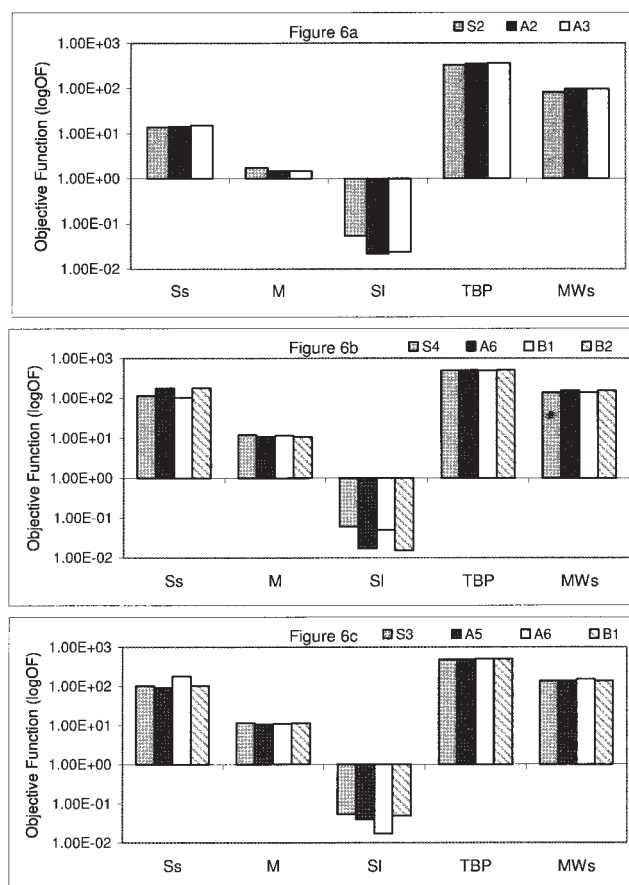 Figure 6a
S2 A2 A3
Objective Function (logOF)
1.00E+03
1.00E+02
1.00E+01
1.00E+00
1.00E-01
1.00E-02
Ss M SI TBP MWs
Figure 6b
S4 A6 B1 B2
Objective Function (logOF)
1.00E+03
1.00E+02
1.00E+01
1.00E+00
1.00E-01
1.00E-02
#
Ss M SI TBP MWs
Figure 6c
S3 A5 A6 B1
Objective Function (logOF)
1.00E+03
1.00E+02
1.00E+01
1.00E+00
1.00E-01
1.00E-02
Ss M SI TBP MWs